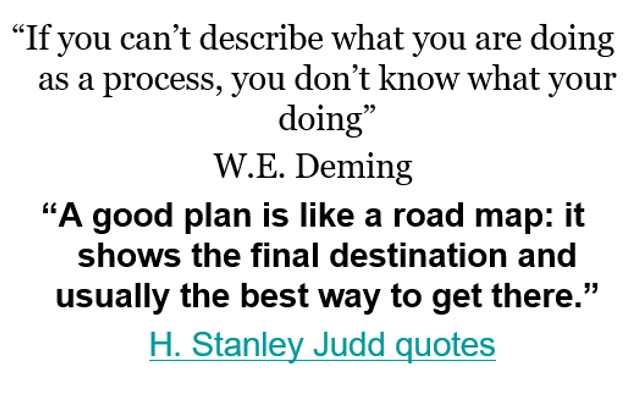 “If you can’t describe what you are doing
as a process, you don’t know what your
doing”
W.E. Deming
“A good plan is like a road map: it
shows the final destination and
usually the best way to get there.”
H. Stanley Judd quotes